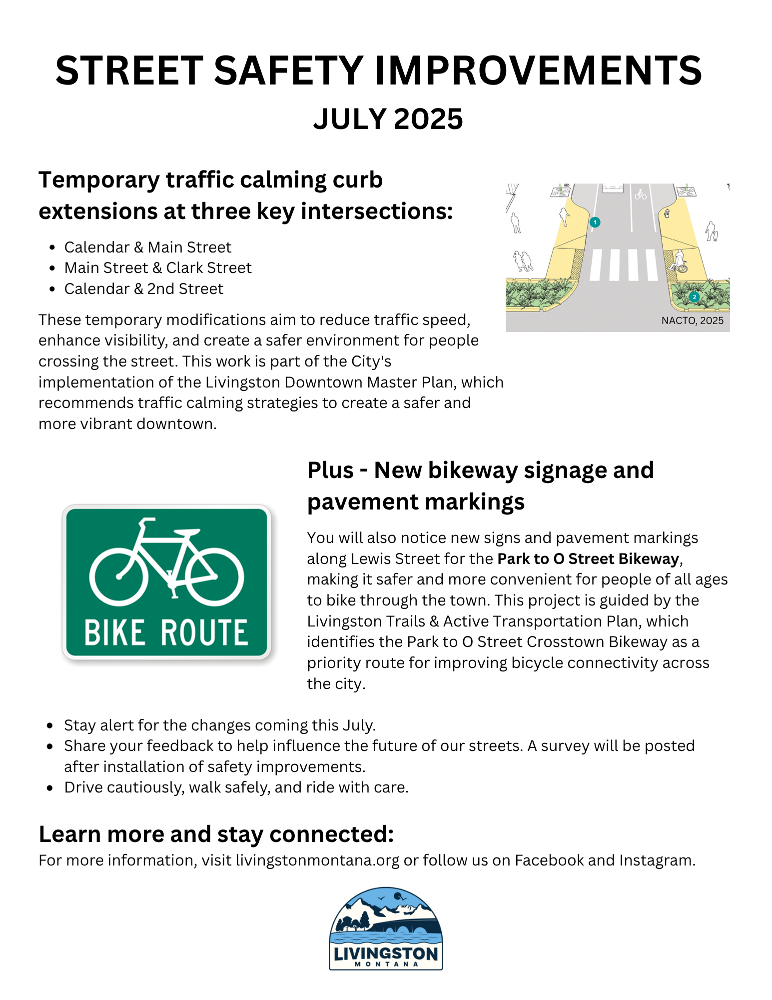 STREET SAFETY IMPROVEMENTS
JULY 2025
Temporary traffic calming curb
extensions at three key intersections:
• Calendar & Main Street
• Main Street & Clark Street
• Calendar & 2nd Street
These temporary modifications aim to reduce traffic speed,
enhance visibility, and create a safer environment for people
crossing the street. This work is part of the City's
implementation of the Livingston Downtown Master Plan, which
recommends traffic calming strategies to create a safer and
more vibrant downtown.
1
2
NACTO, 2025
BIKE ROUTE
Plus - New bikeway signage and
pavement markings
You will also notice new signs and pavement markings
along Lewis Street for the Park to O Street Bikeway,
making it safer and more convenient for people of all ages
to bike through the town. This project is guided by the
Livingston Trails & Active Transportation Plan, which
identifies the Park to O Street Crosstown Bikeway as a
priority route for improving bicycle connectivity across
the city.
• Stay alert for the changes coming this July.
• Share your feedback to help influence the future of our streets. A survey will be posted
after installation of safety improvements.
• Drive cautiously, walk safely, and ride with care.
Learn more and stay connected:
For more information, visit livingstonmontana.org or follow us on Facebook and Instagram.
LIVINGSTON
MONTANA